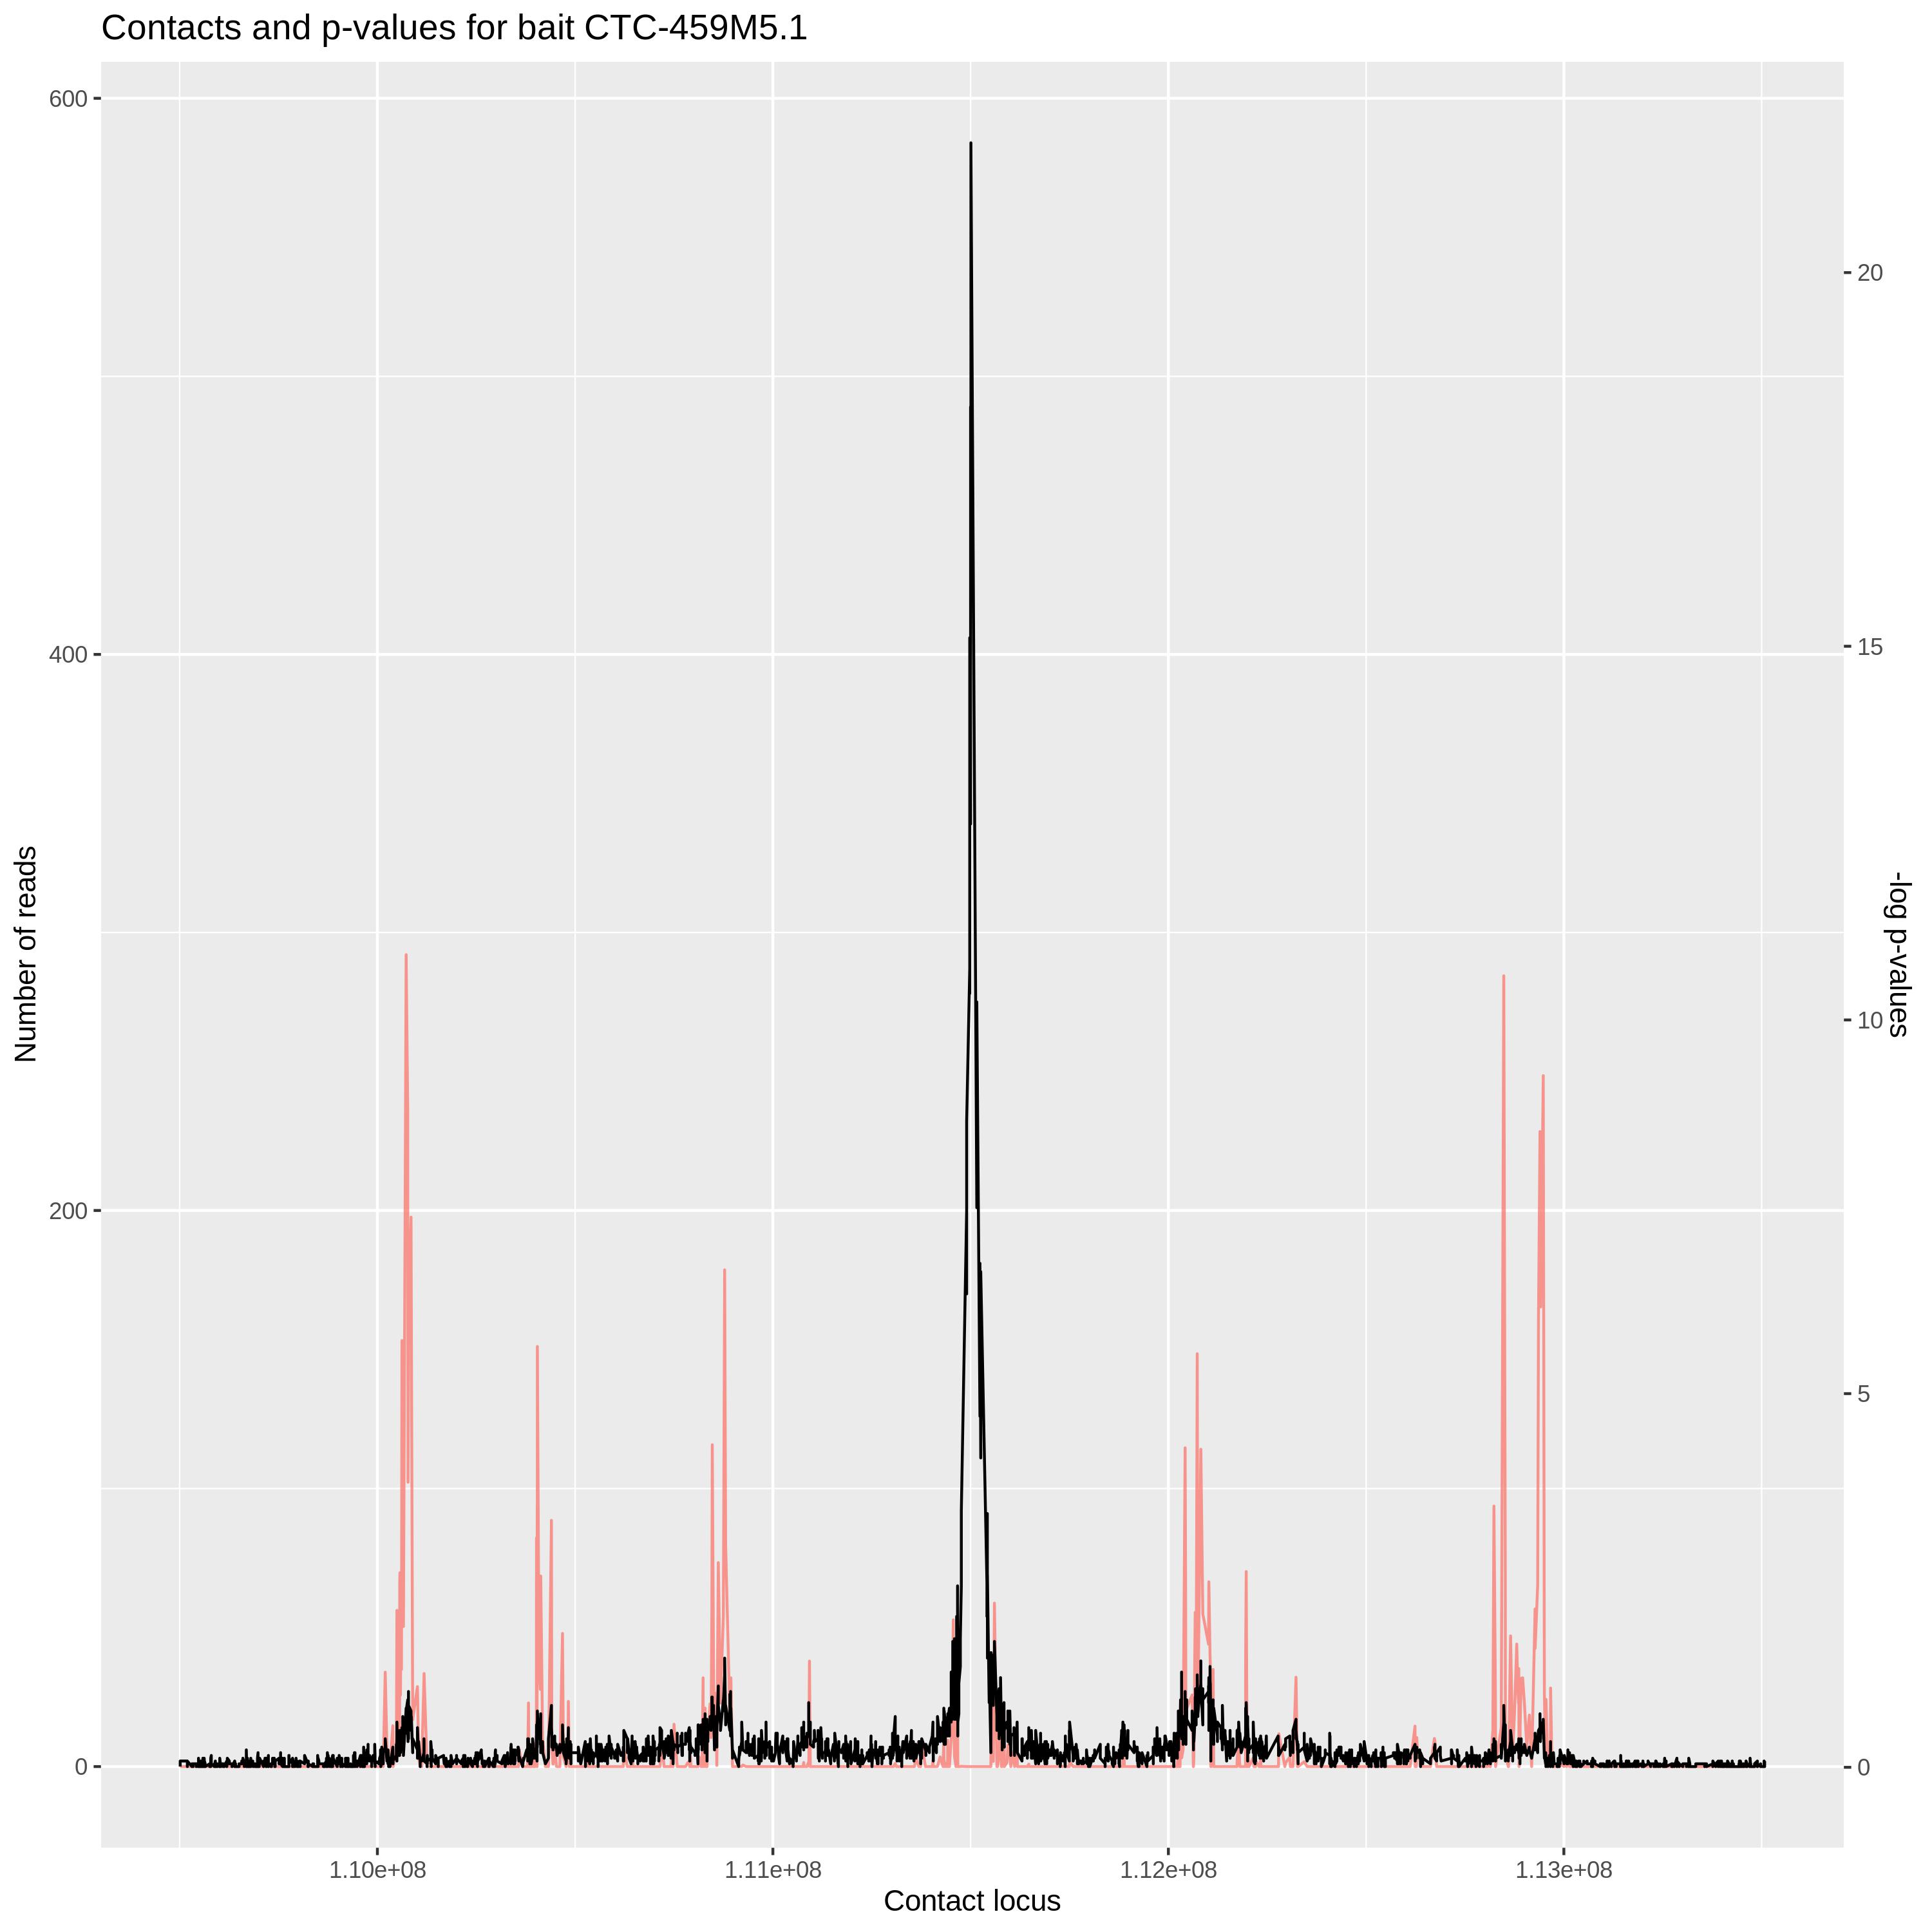 Contacts and p-values for bait CTC-459M5.1
600
400
200
0
Number of reads
20
15
10
5
0
-log p-values
1.10e+08
1.11e+08
1.12e+08
1.13e+08
Contact locus